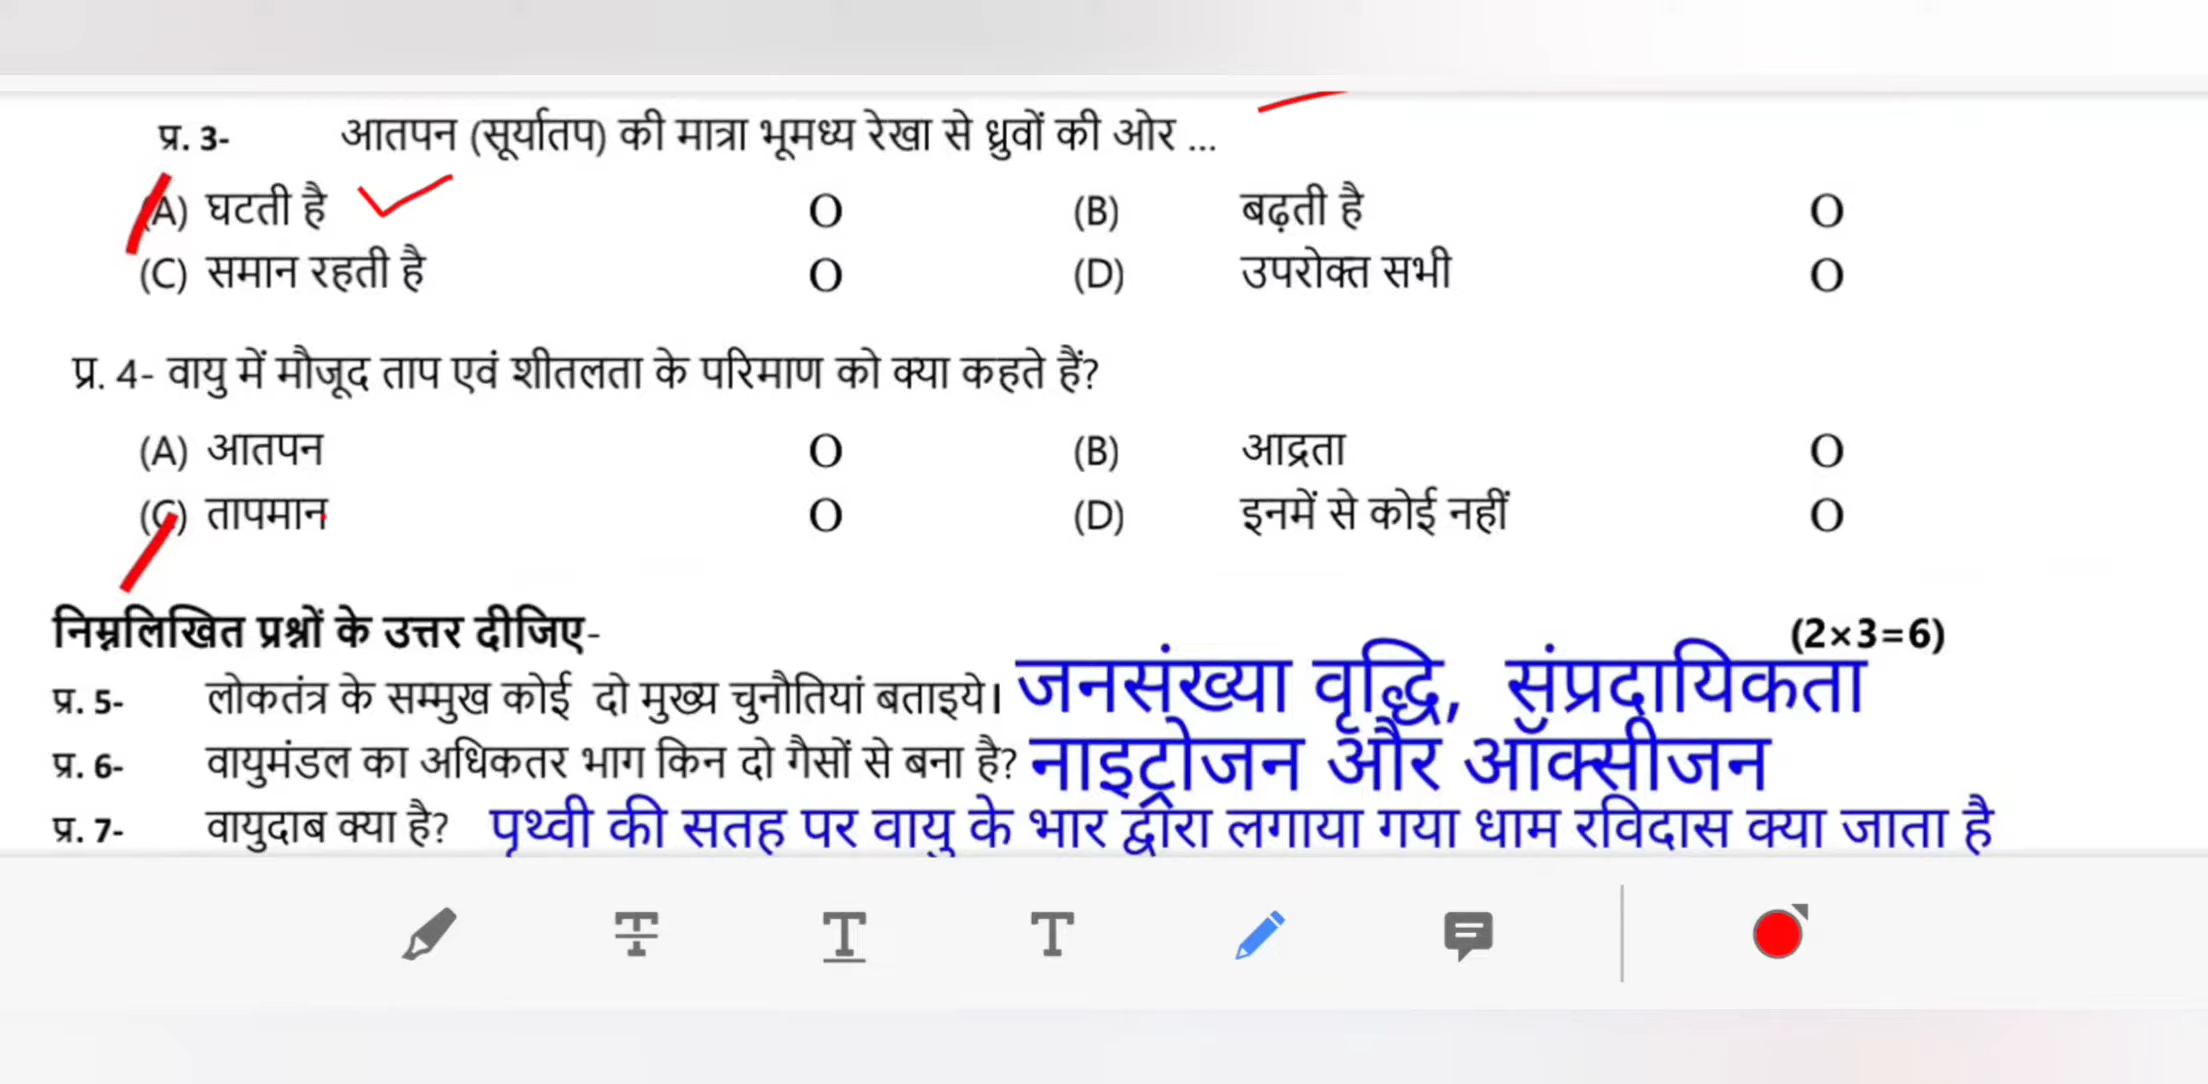 प्र. 3- आतपन (सूर्यातप) की मात्रा भूमध्य रेखा से ध्रुवों की ओर ...
(A) घटती है O (B) बढ़ती है O
(C) समान रहती है O (D) उपरोक्त सभी O
प्र. 4- वायु में मौजूद ताप एवं शीतलता के परिमाण को क्या कहते हैं?
(A) आतपन O (B) आद्रता O
(C) तापमान O (D) इनमें से कोई नहीं O
निम्नलिखित प्रश्नों के उत्तर दीजिए- (2×3=6)
प्र. 5- लोकतंत्र के सम्मुख कोई दो मुख्य चुनौतियां बताइये। जनसंख्या वृद्धि, संप्रदायिकता
प्र. 6- वायुमंडल का अधिकतर भाग किन दो गैसों से बना है? नाइट्रोजन और ऑक्सीजन
प्र. 7- वायुदाब क्या है? पृथ्वी की सतह पर वायु के भार द्वारा लगाया गया धाम रविदास क्या जाता है